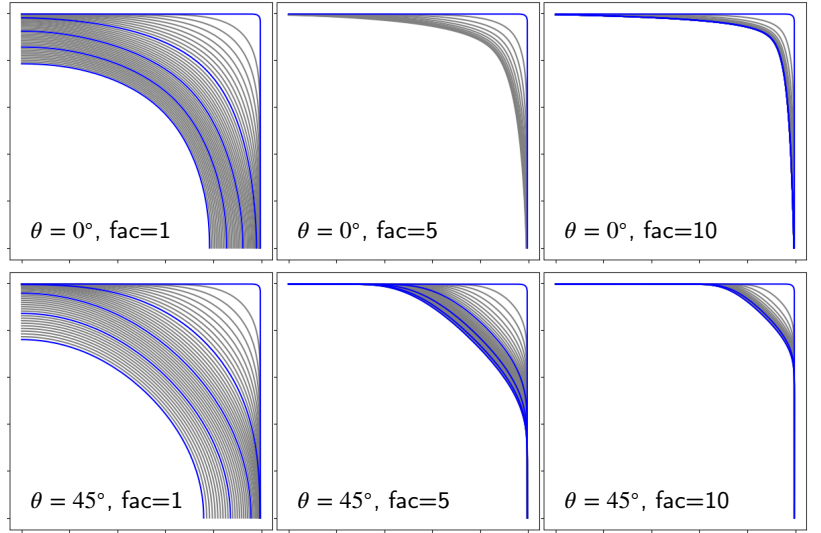 θ = 0°, fac=1
θ = 0°, fac=5
θ = 0°, fac=10
θ = 45°, fac=1
θ = 45°, fac=5
θ = 45°, fac=10